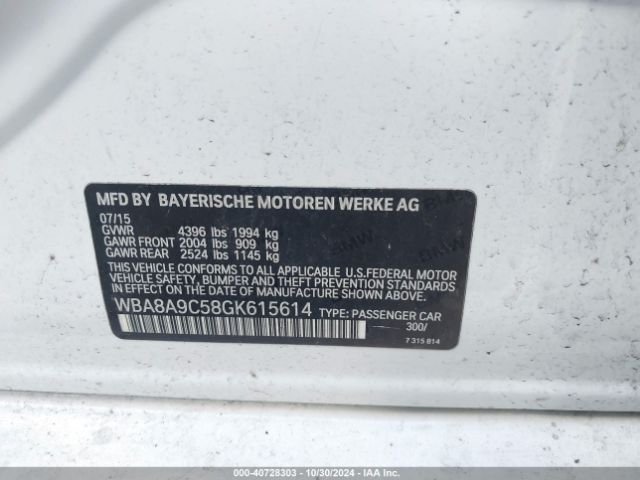 MFD BY BAYERISCHE MOTOREN WERKE AG
07/15
GVWR 4396 lbs 1994 kg
GAWR FRONT 2004 lbs 909 kg
GAWR REAR 2524 lbs 1145 kg
THIS VEHICLE CONFORMS TO ALL APPLICABLE U.S.FEDERAL MOTOR
VEHICLE SAFETY, BUMPER AND THEFT PREVENTION STANDARDS IN
EFFECT ON THE DATE OF MANUFACTURE SHOWN ABOVE.
WBA8A9C58GK615614 TYPE: PASSENGER CAR
300/
7 315 814
000-40728303 | 10/30/2024 | IAA Inc.